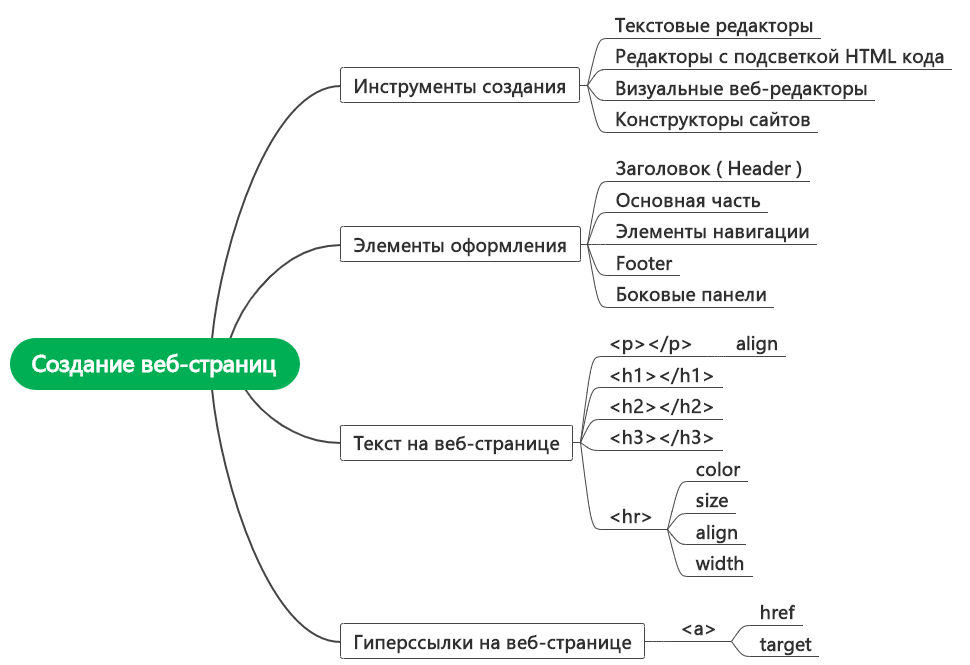 Создание веб-страниц
Инструменты создания
Текстовые редакторы
Редакторы с подсветкой HTML кода
Визуальные веб-редакторы
Конструкторы сайтов
Элементы оформления
Заголовок ( Header )
Основная часть
Элементы навигации
Footer
Боковые панели
Текст на веб-странице
<p></p> align
<h1></h1>
<h2></h2>
<h3></h3>
<hr>
color
size
align
width
Гиперссылки на веб-странице
<a>
href
target